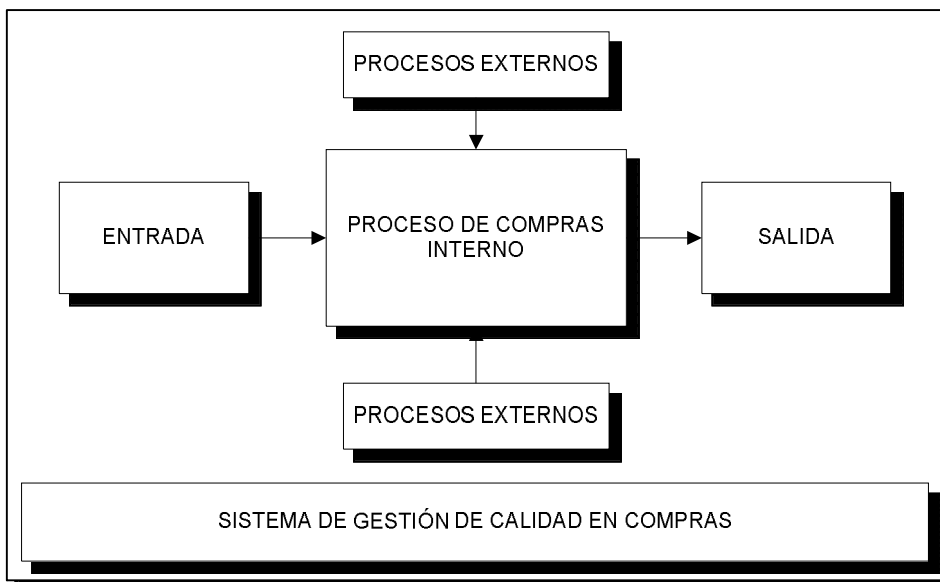 PROCESOS EXTERNOS
ENTRADA
PROCESO DE COMPRAS
INTERNO
SALIDA
PROCESOS EXTERNOS
SISTEMA DE GESTIÓN DE CALIDAD EN COMPRAS